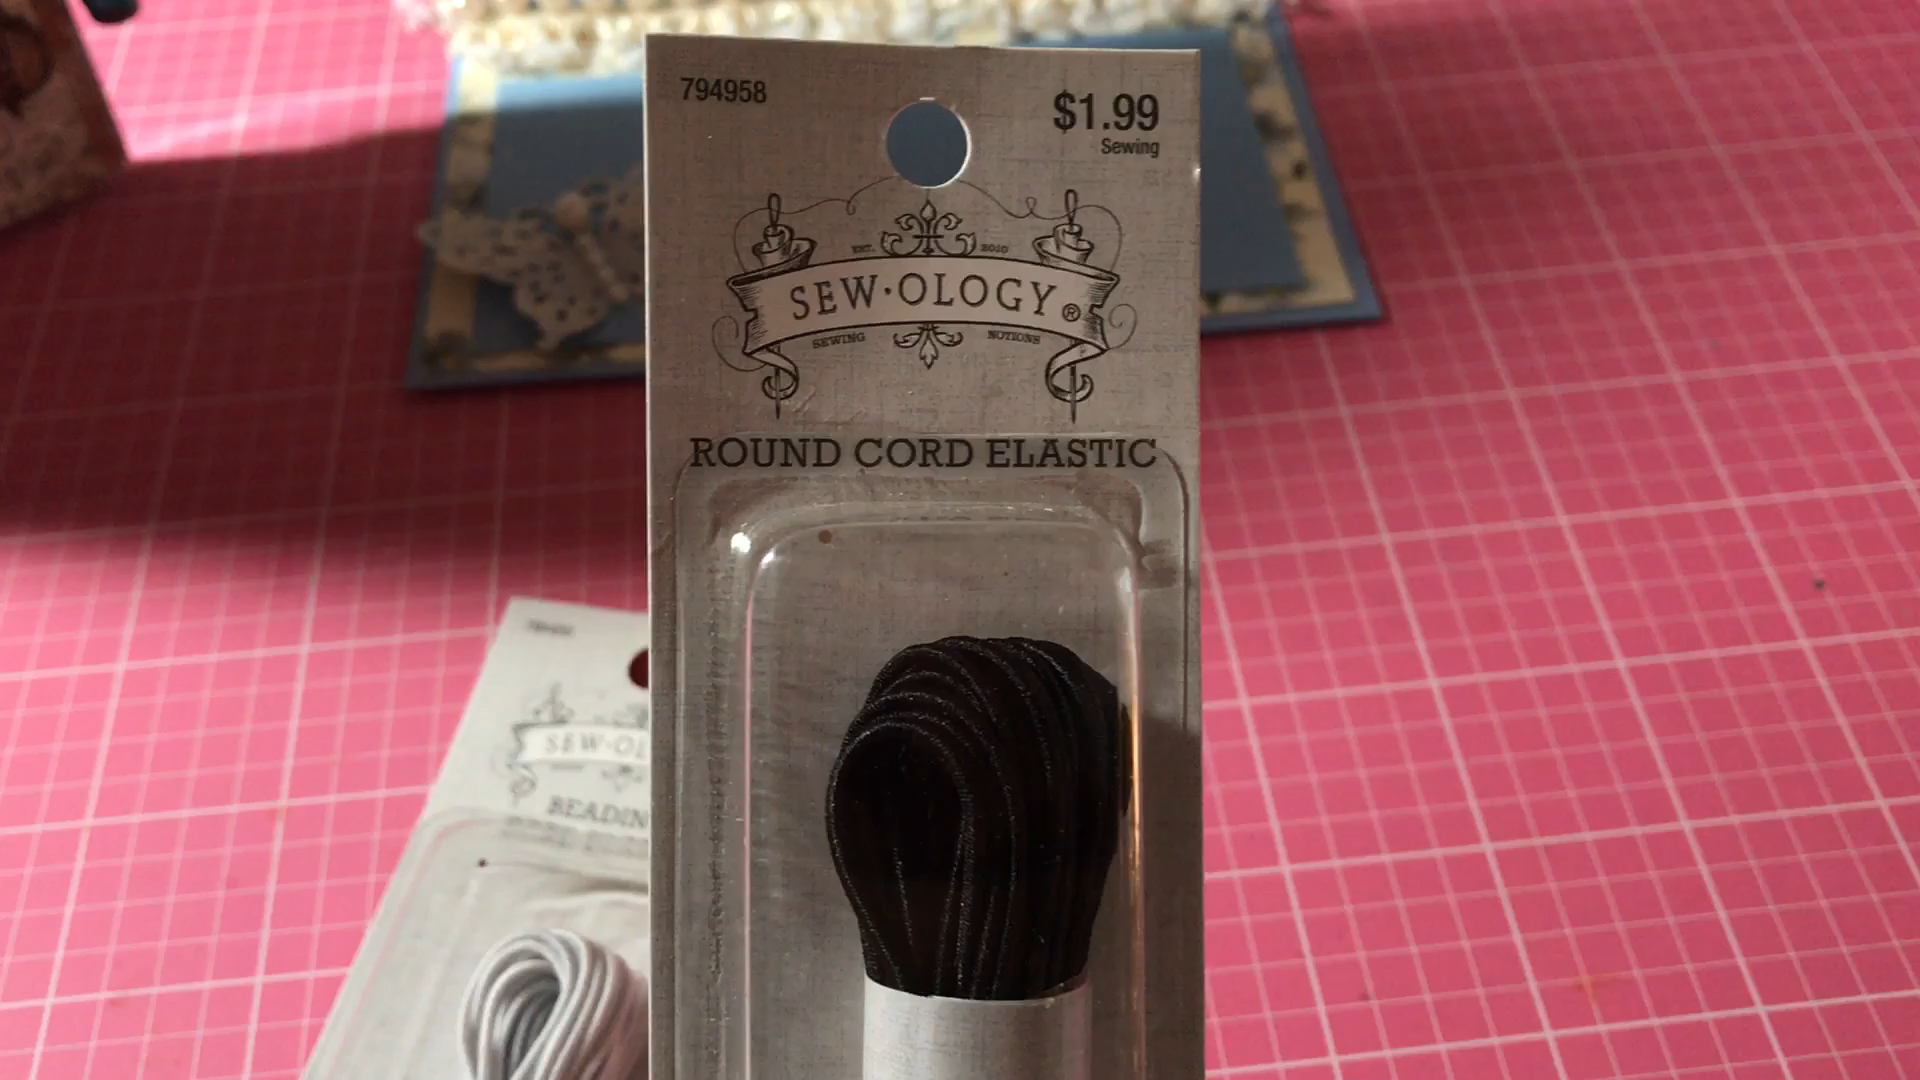 794958
$1.99
Sewing
EST. 2010
SEW·OLOGY®
SEWING NOTIONS
ROUND CORD ELASTIC
SEW·OL
BEADIN